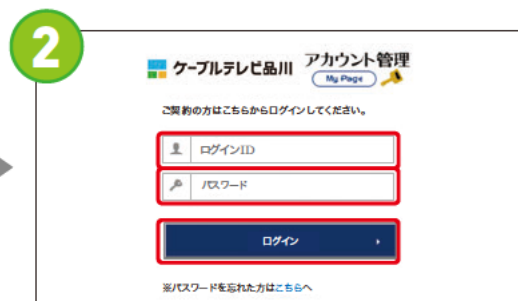 2
ケーブルテレビ品川 アカウント管理
My Page
ご契約の方はこちらからログインしてください。
ログインID
パスワード
ログイン
※パスワードを忘れた方はこちらへ